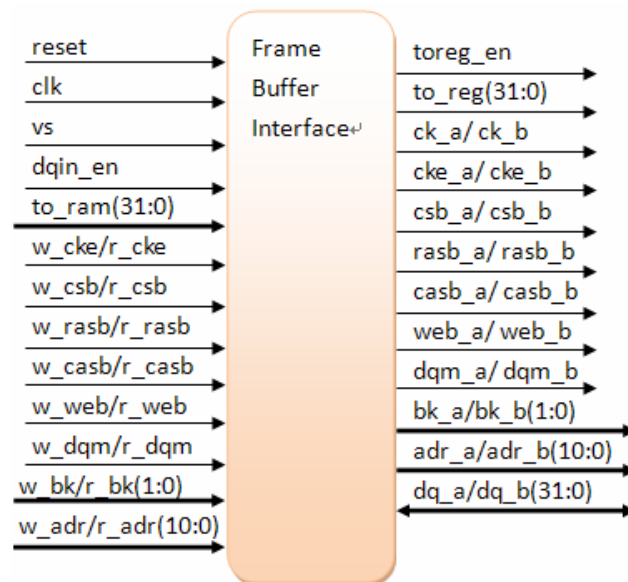 reset
clk
vs
dqin_en
to_ram(31:0)
w_cke/r_cke
w_csb/r_csb
w_rasb/r_rasb
w_casb/r_casb
w_web/r_web
w_dqm/r_dqm
w_bk/r_bk(1:0)
w_adr/r_adr(10:0)
Frame
Buffer
Interface↵
toreg_en
to_reg(31:0)
ck_a/ ck_b
cke_a/ cke_b
csb_a/ csb_b
rasb_a/ rasb_b
casb_a/ casb_b
web_a/ web_b
dqm_a/ dqm_b
bk_a/bk_b(1:0)
adr_a/adr_b(10:0)
dq_a/dq_b(31:0)